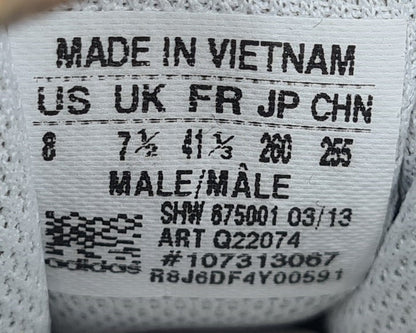 MADE IN VIETNAM
US UK FR JP CHN
8 7½ 41⅓ 260 255
MALE/MÂLE
SHW 675001 03/13
ART Q22074
#107313067
adidas R8J6DF4Y00591